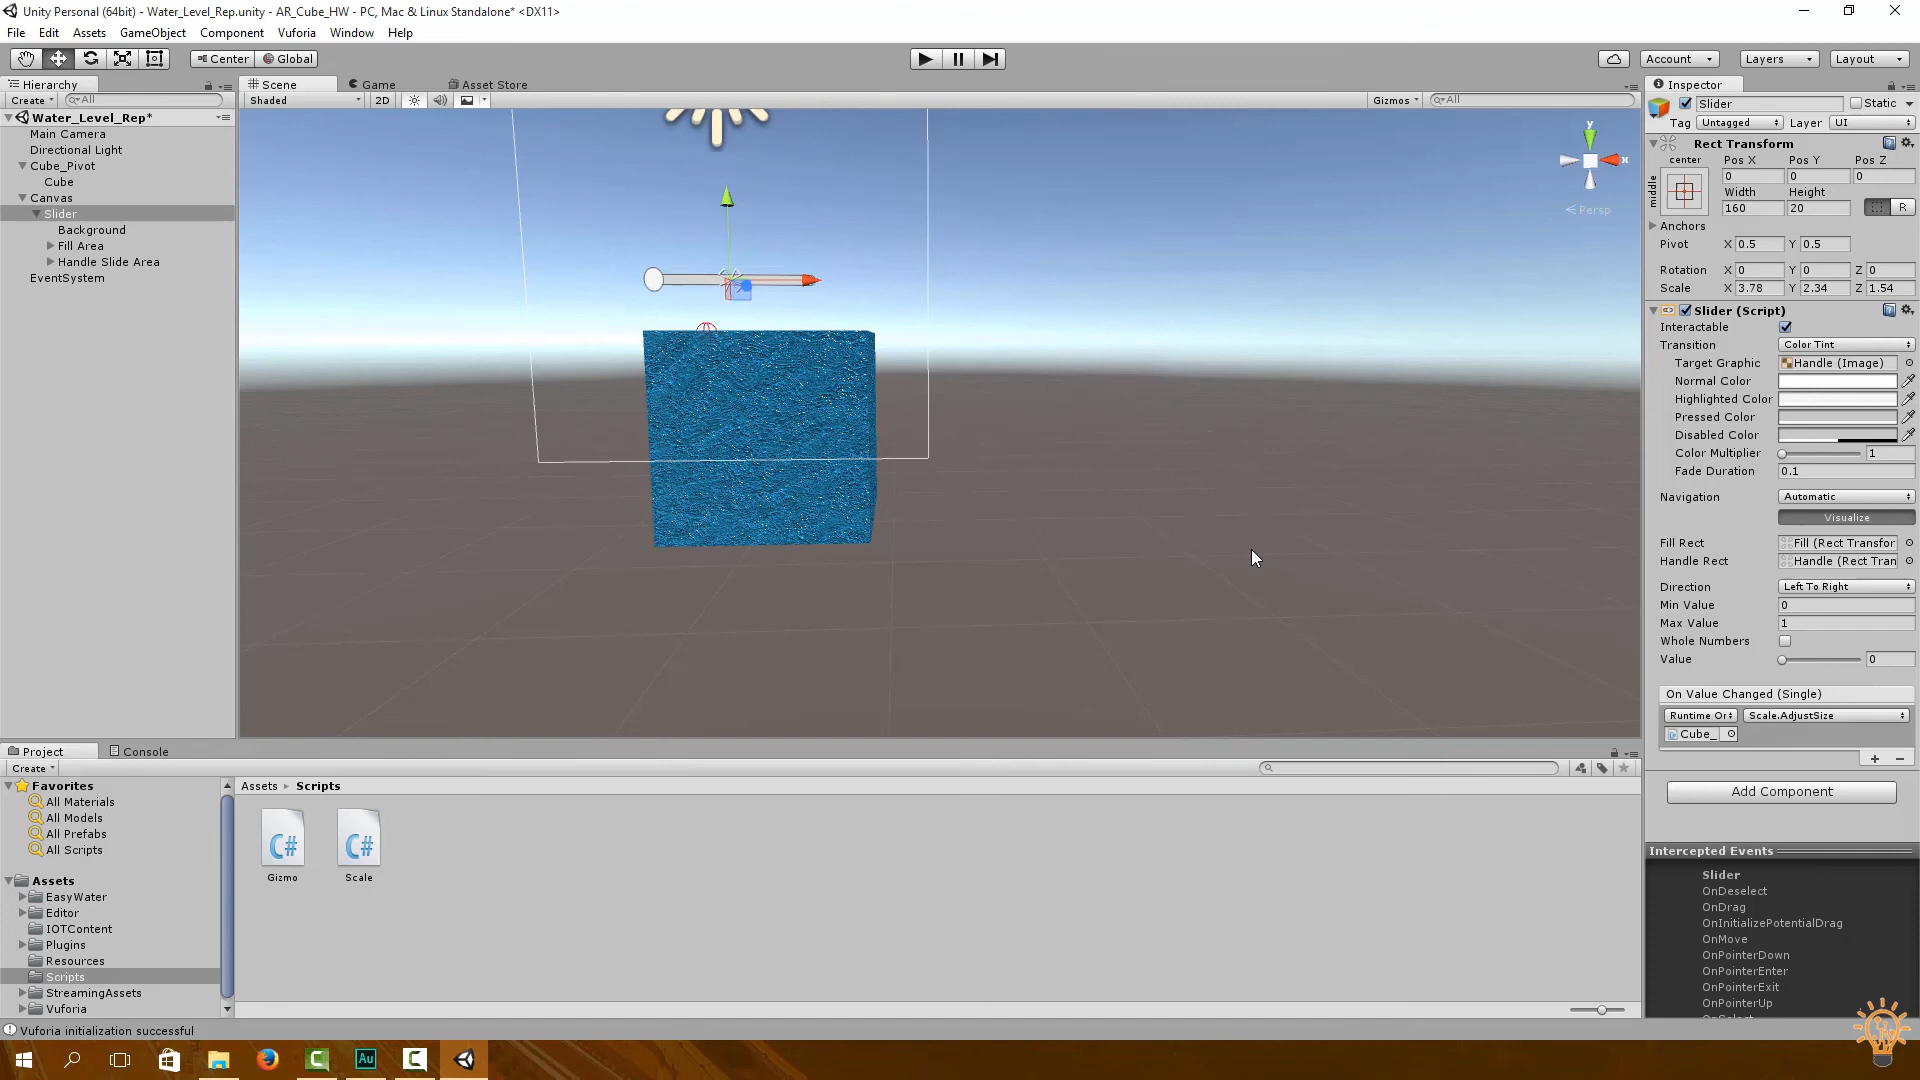 Unity Personal (64bit) - Water_Level_Rep.unity - AR_Cube_HW - PC, Mac & Linux Standalone* <DX11>
File Edit Assets GameObject Component Vuforia Window Help
Center Global Account Layers Layout
Hierarchy
Create All
Water_Level_Rep*
Main Camera
Directional Light
Cube_Pivot
Cube
Canvas
Slider
Background
Fill Area
Handle Slide Area
EventSystem
Scene Game Asset Store
Shaded 2D Gizmos All
y
x
Persp
Inspector
Slider Static
Tag Untagged Layer UI
Rect Transform
center Pos X Pos Y Pos Z
middle
0 0 0
Width Height
160 20 R
Anchors
Pivot X 0.5 Y 0.5
Rotation X 0 Y 0 Z 0
Scale X 3.78 Y 2.34 Z 1.54
Slider (Script)
Interactable
Transition Color Tint
Target Graphic Handle (Image)
Normal Color
Highlighted Color
Pressed Color
Disabled Color
Color Multiplier 1
Fade Duration 0.1
Navigation Automatic
Visualize
Fill Rect Fill (Rect Transfor
Handle Rect Handle (Rect Tran
Direction Left To Right
Min Value 0
Max Value 1
Whole Numbers
Value 0
On Value Changed (Single)
Runtime Or Scale.AdjustSize
Cube_
Add Component
Intercepted Events
Slider
OnDeselect
OnDrag
OnInitializePotentialDrag
OnMove
OnPointerDown
OnPointerEnter
OnPointerExit
OnPointerUp
Project Console
Create
Favorites
All Materials
All Models
All Prefabs
All Scripts
Assets
EasyWater
Editor
IOTContent
Plugins
Resources
Scripts
StreamingAssets
Vuforia
Assets Scripts
C# C#
Gizmo Scale
Vuforia initialization successful
Au